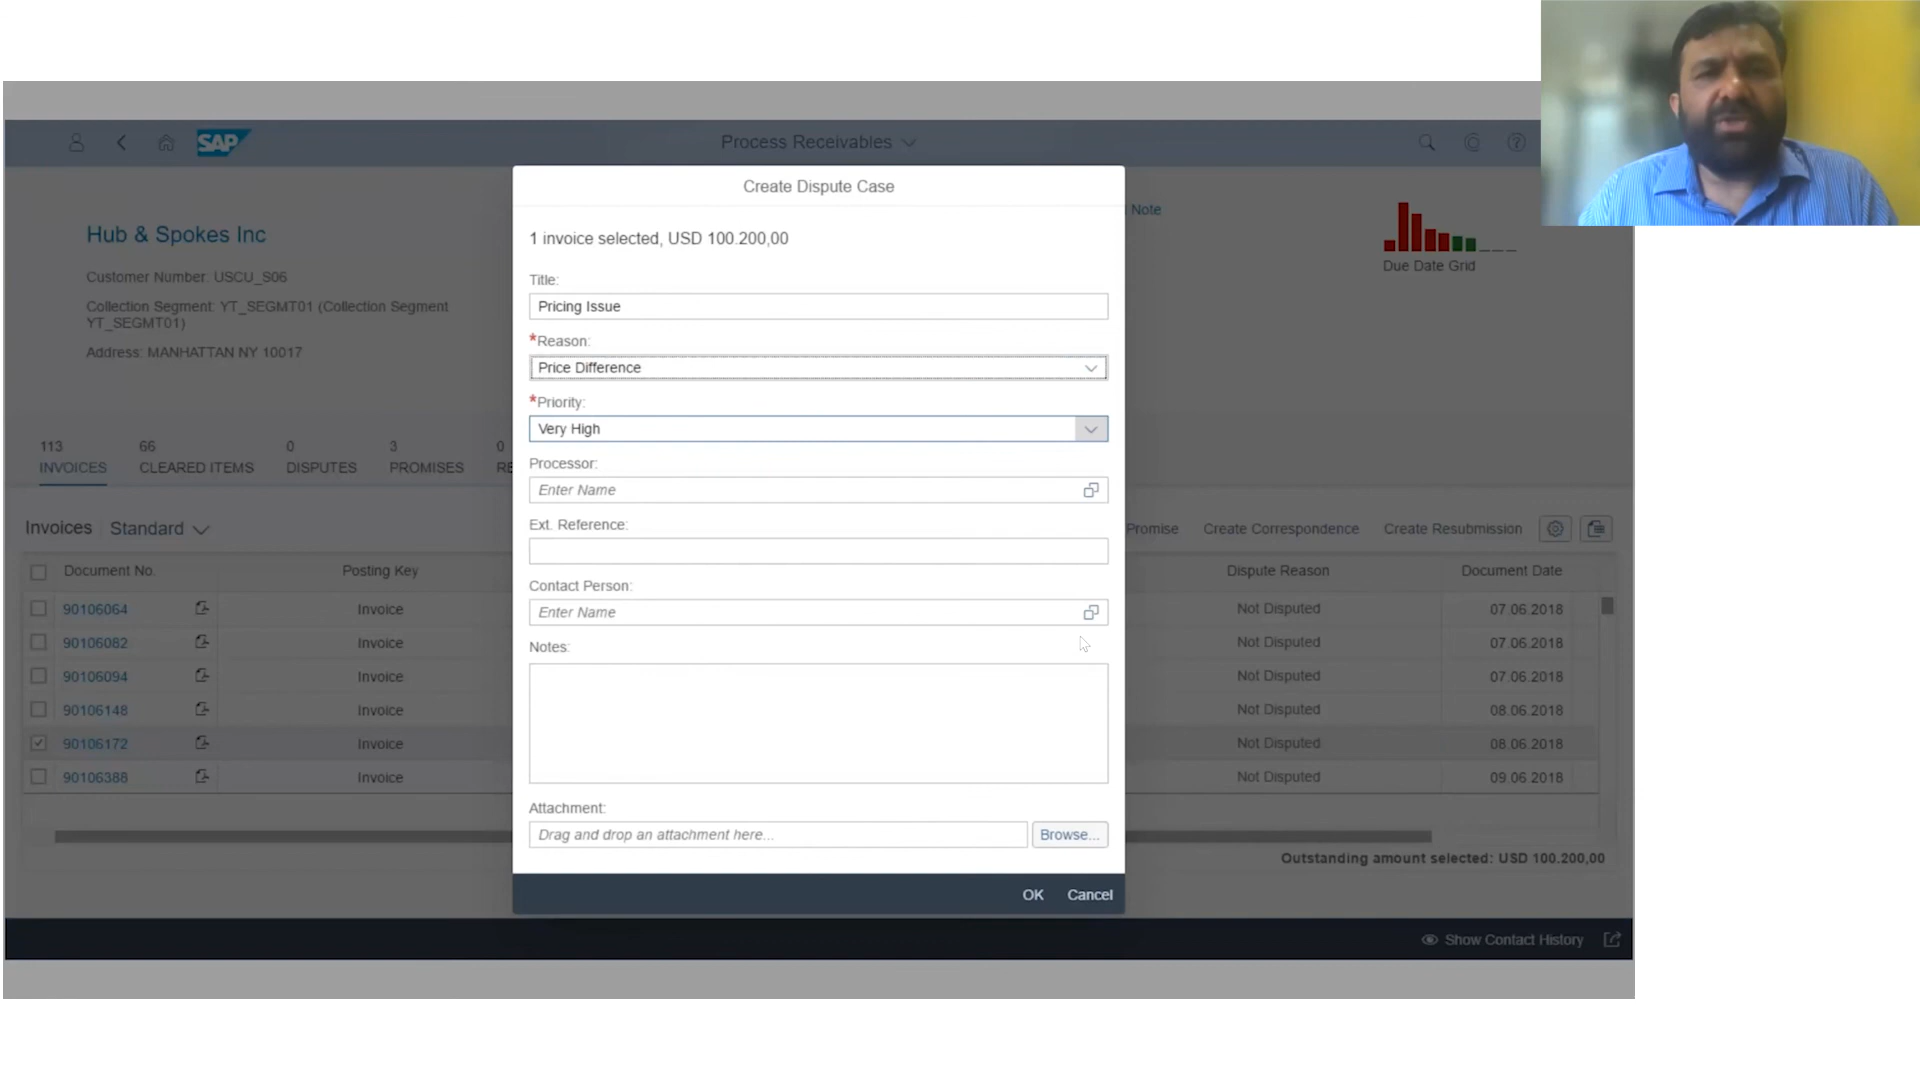 SAP
Process Receivables
Create Dispute Case
Hub & Spokes Inc
Customer Number: USCU_S06
Collection Segment: YT_SEGMT01 (Collection Segment
YT_SEGMT01)
Address: MANHATTAN NY 10017
Note
Due Date Grid
1 invoice selected, USD 100.200,00
Title:
Pricing Issue
*Reason:
Price Difference
*Priority:
Very High
Processor:
Enter Name
Ext. Reference:
Contact Person:
Enter Name
Notes:
Attachment:
Drag and drop an attachment here...
Browse...
OK Cancel
113 66 0 3 0
INVOICES CLEARED ITEMS DISPUTES PROMISES RE
Invoices Standard
Promise Create Correspondence Create Resubmission
Document No. Posting Key Dispute Reason Document Date
90106064 Invoice Not Disputed 07.06.2018
90106082 Invoice Not Disputed 07.06.2018
90106094 Invoice Not Disputed 07.06.2018
90106148 Invoice Not Disputed 08.06.2018
90106172 Invoice Not Disputed 08.06.2018
90106388 Invoice Not Disputed 09.06.2018
Outstanding amount selected: USD 100.200,00
Show Contact History